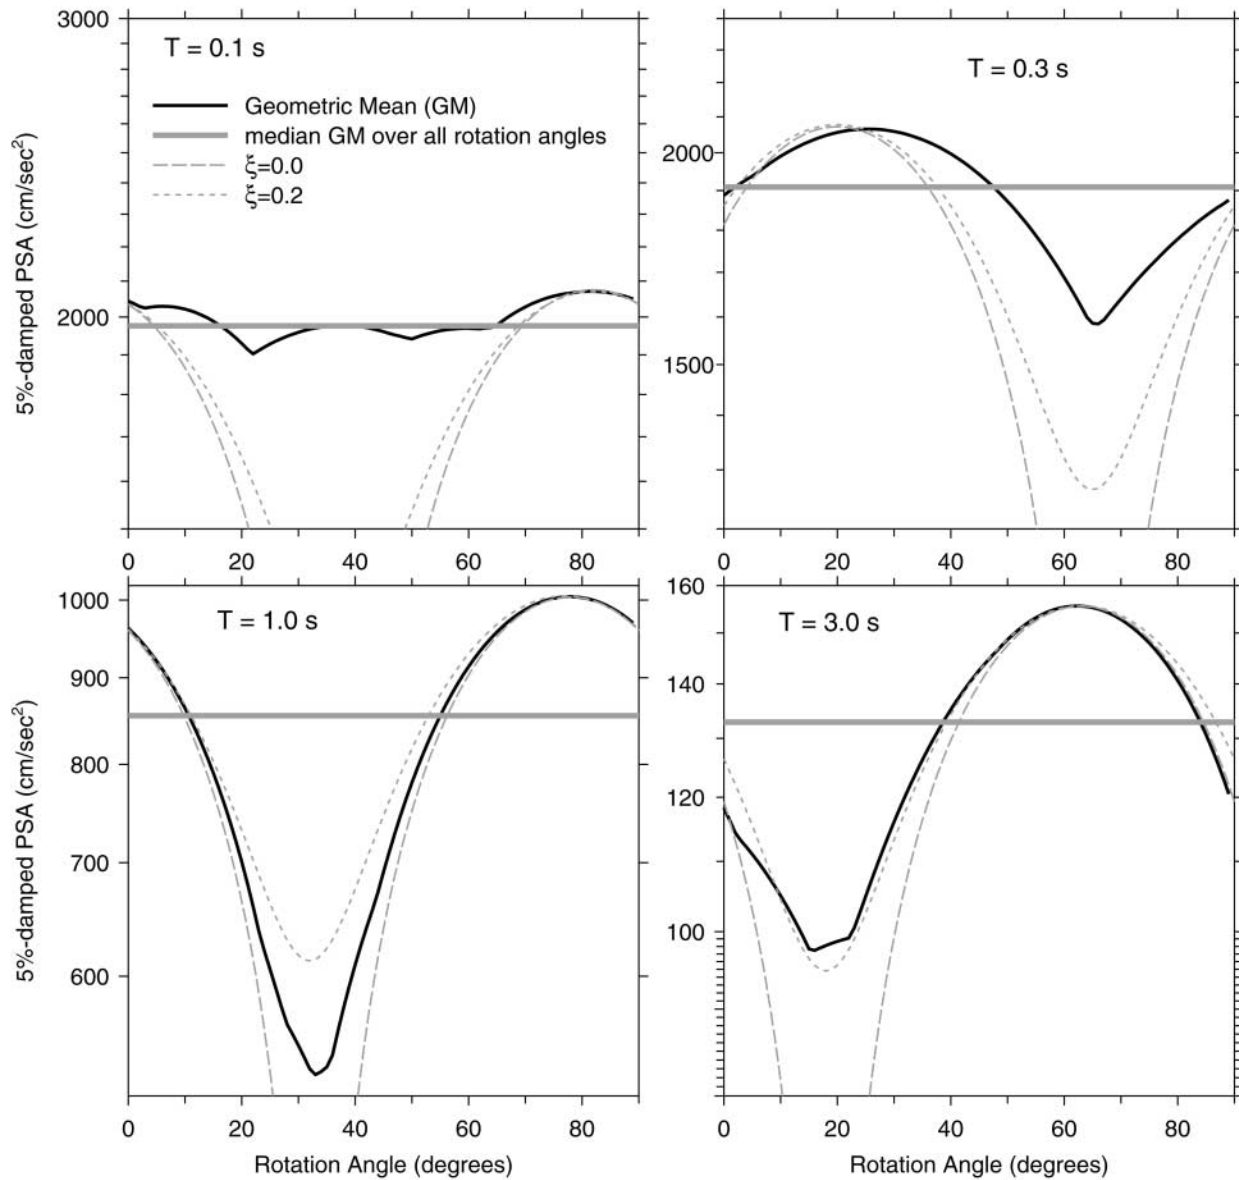 3000
2000
5%-damped PSA (cm/sec²)
T = 0.1 s
Geometric Mean (GM)
median GM over all rotation angles
ξ=0.0
ξ=0.2
0 20 40 60 80
2000
1500
T = 0.3 s
0 20 40 60 80
1000
900
800
700
600
5%-damped PSA (cm/sec²)
T = 1.0 s
0 20 40 60 80
Rotation Angle (degrees)
160
140
120
100
T = 3.0 s
0 20 40 60 80
Rotation Angle (degrees)